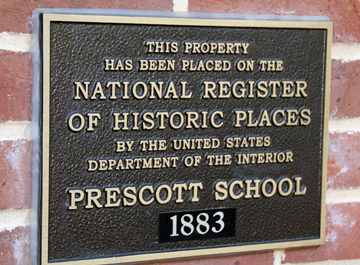 THIS PROPERTY
HAS BEEN PLACED ON THE
NATIONAL REGISTER
OF HISTORIC PLACES
BY THE UNITED STATES
DEPARTMENT OF THE INTERIOR
PRESCOTT SCHOOL
1883